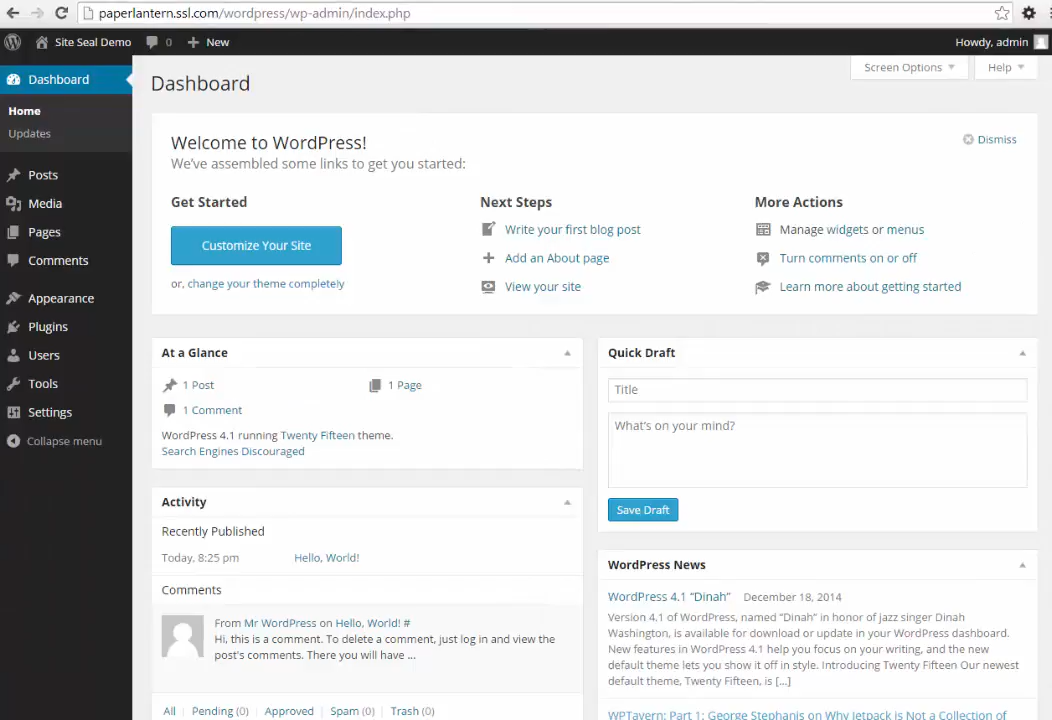 paperlantern.ssl.com/wordpress/wp-admin/index.php
Site Seal Demo 0 New Howdy, admin
Dashboard
Home
Updates
Posts
Media
Pages
Comments
Appearance
Plugins
Users
Tools
Settings
Collapse menu
Screen Options Help
Dashboard
Welcome to WordPress!
Dismiss
We've assembled some links to get you started:
Get Started
Customize Your Site
or, change your theme completely
Next Steps
Write your first blog post
Add an About page
View your site
More Actions
Manage widgets or menus
Turn comments on or off
Learn more about getting started
At a Glance
1 Post 1 Page
1 Comment
WordPress 4.1 running Twenty Fifteen theme.
Search Engines Discouraged
Activity
Recently Published
Today, 8:25 pm Hello, World!
Comments
From Mr WordPress on Hello, World! #
Hi, this is a comment. To delete a comment, just log in and view the
post's comments. There you will have ...
All | Pending (0) | Approved | Spam (0) | Trash (0)
Quick Draft
Title
What's on your mind?
Save Draft
WordPress News
WordPress 4.1 “Dinah” December 18, 2014
Version 4.1 of WordPress, named “Dinah” in honor of jazz singer Dinah
Washington, is available for download or update in your WordPress dashboard.
New features in WordPress 4.1 help you focus on your writing, and the new
default theme lets you show it off in style. Introducing Twenty Fifteen Our newest
default theme, Twenty Fifteen, is [...]
WPTavern: Part 1: George Stephanis on Why Jetpack is Not a Collection of